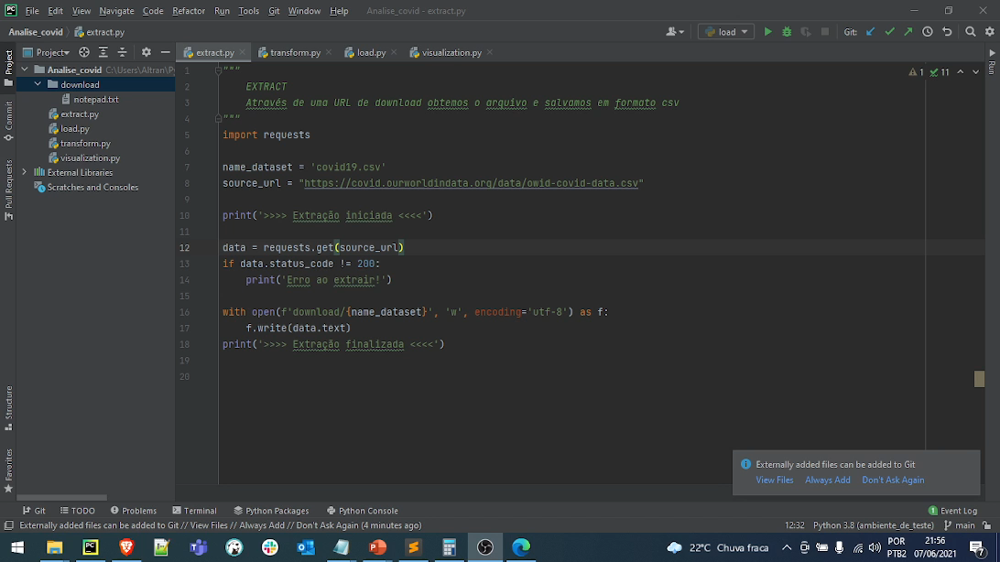 PC File Edit View Navigate Code Refactor Run Tools Git Window Help Analise_covid - extract.py
Analise_covid extract.py load Git:
Project extract.py transform.py load.py visualization.py
Project
Commit
Pull Requests
Structure
Favorites
Run
Analise_covid C:\Users\Altran\Py
download
notepad.txt
extract.py
load.py
transform.py
visualization.py
External Libraries
Scratches and Consoles
1 11
1 """
2 EXTRACT
3 Através de uma URL de download obtemos o arquivo e salvamos em formato csv
4 """
5 import requests
6
7 name_dataset = 'covid19.csv'
8 source_url = "https://covid.ourworldindata.org/data/owid-covid-data.csv"
9
10 print('>>>> Extração iniciada <<<<')
11
12 data = requests.get(source_url)
13 if data.status_code != 200:
14 print('Erro ao extrair!')
15
16 with open(f'download/{name_dataset}', 'w', encoding='utf-8') as f:
17 f.write(data.text)
18 print('>>>> Extração finalizada <<<<')
19
20
Externally added files can be added to Git
View Files Always Add Don't Ask Again
Git TODO Problems Terminal Python Packages Python Console 1 Event Log
Externally added files can be added to Git // View Files // Always Add // Don't Ask Again (4 minutes ago) 12:32 Python 3.8 (ambiente_de_teste) main
22°C Chuva fraca POR 21:56
PTB2 07/06/2021